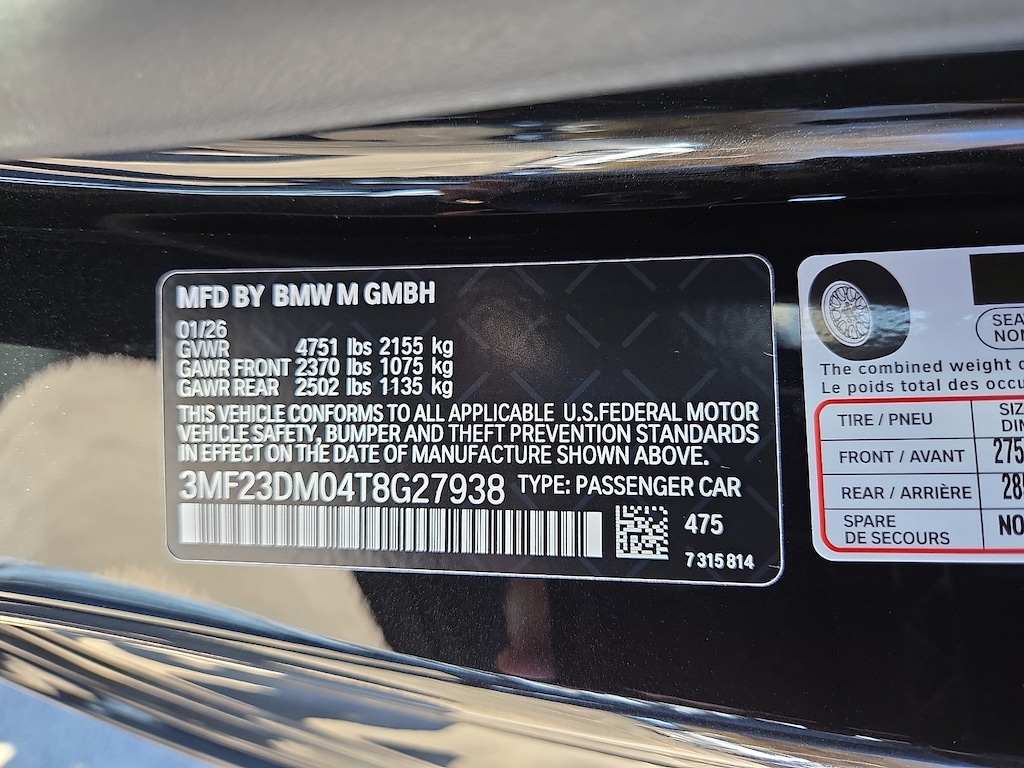 MFD BY BMW M GMBH
01/26
GVWR 4751 lbs 2155 kg
GAWR FRONT 2370 lbs 1075 kg
GAWR REAR 2502 lbs 1135 kg
THIS VEHICLE CONFORMS TO ALL APPLICABLE U.S.FEDERAL MOTOR
VEHICLE SAFETY, BUMPER AND THEFT PREVENTION STANDARDS
IN EFFECT ON THE DATE OF MANUFACTURE SHOWN ABOVE.
3MF23DM04T8G27938 TYPE: PASSENGER CAR
475
7 315 814
The combined weight
Le poids total des
TIRE / PNEU
FRONT / AVANT 275
REAR / ARRIÈRE
SPARE
DE SECOURS